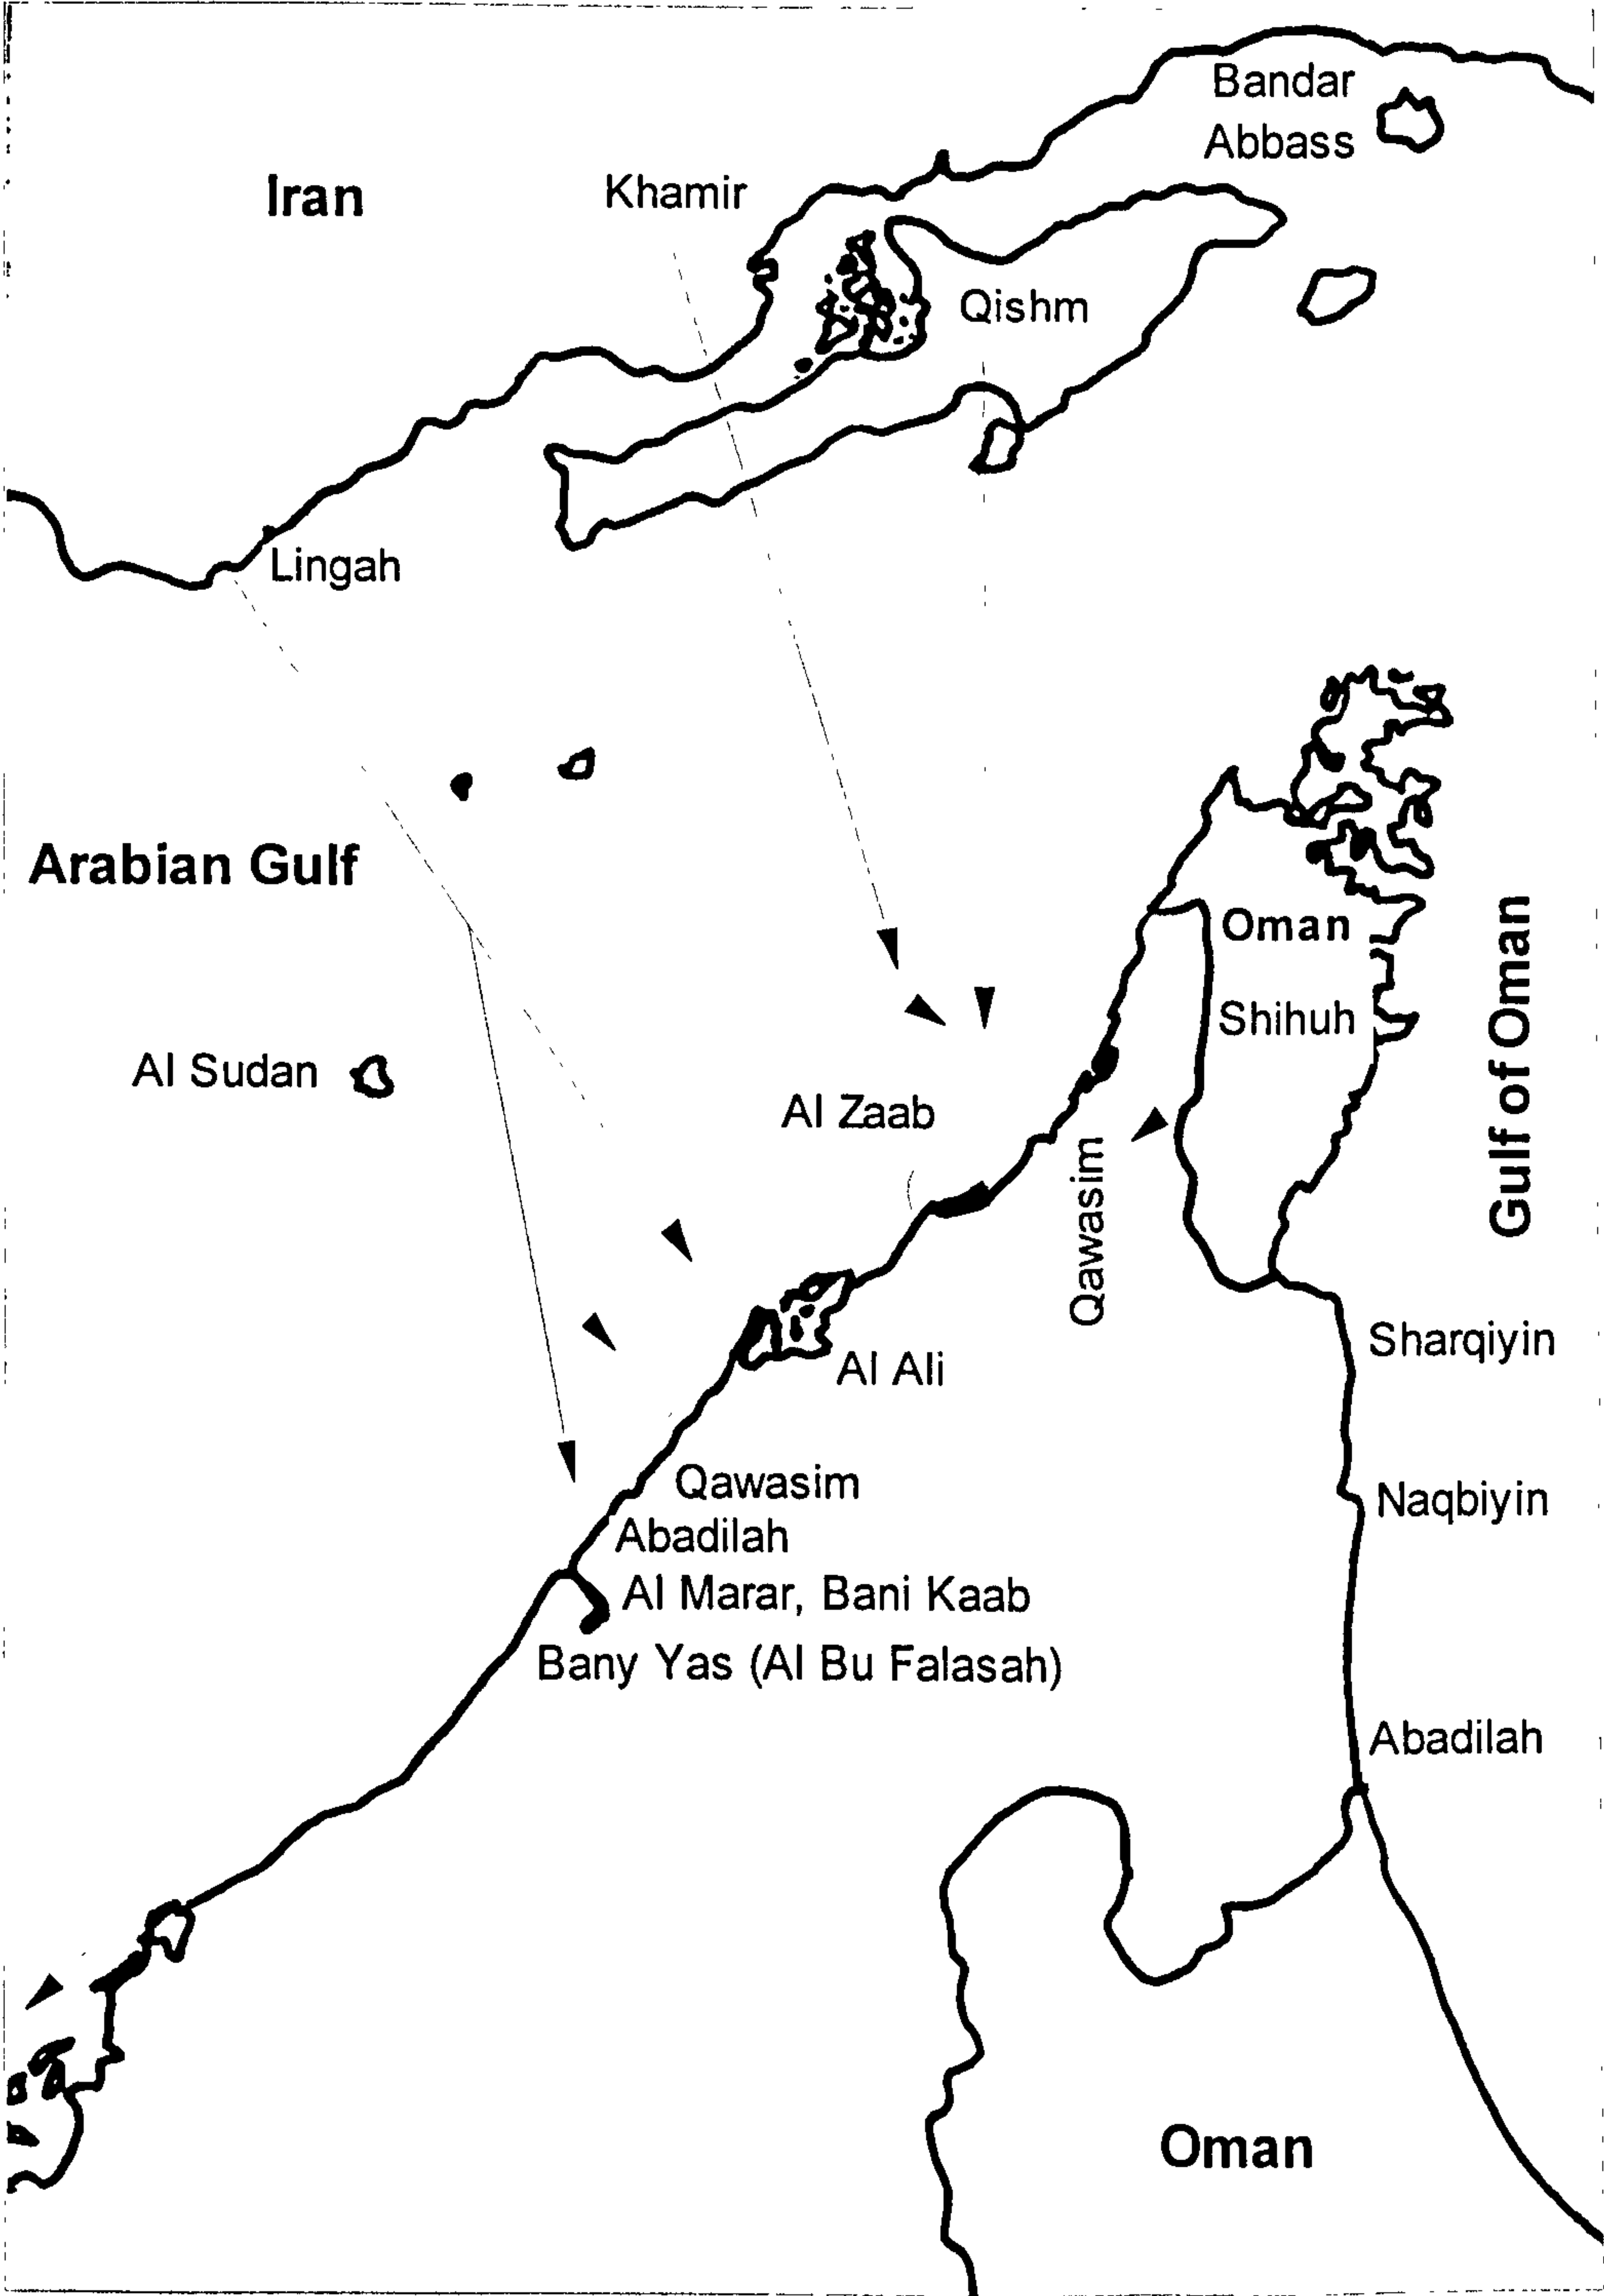 Bandar
Abbass
Iran
Khamir
Qishm
Lingah
Arabian Gulf
Oman
Gulf of Oman
Shihuh
Al Sudan
Al Zaab
Qawasim
Sharqiyin
Al Ali
Qawasim
Naqbiyin
Abadilah
Al Marar, Bani Kaab
Bany Yas (Al Bu Falasah)
Abadilah
Oman